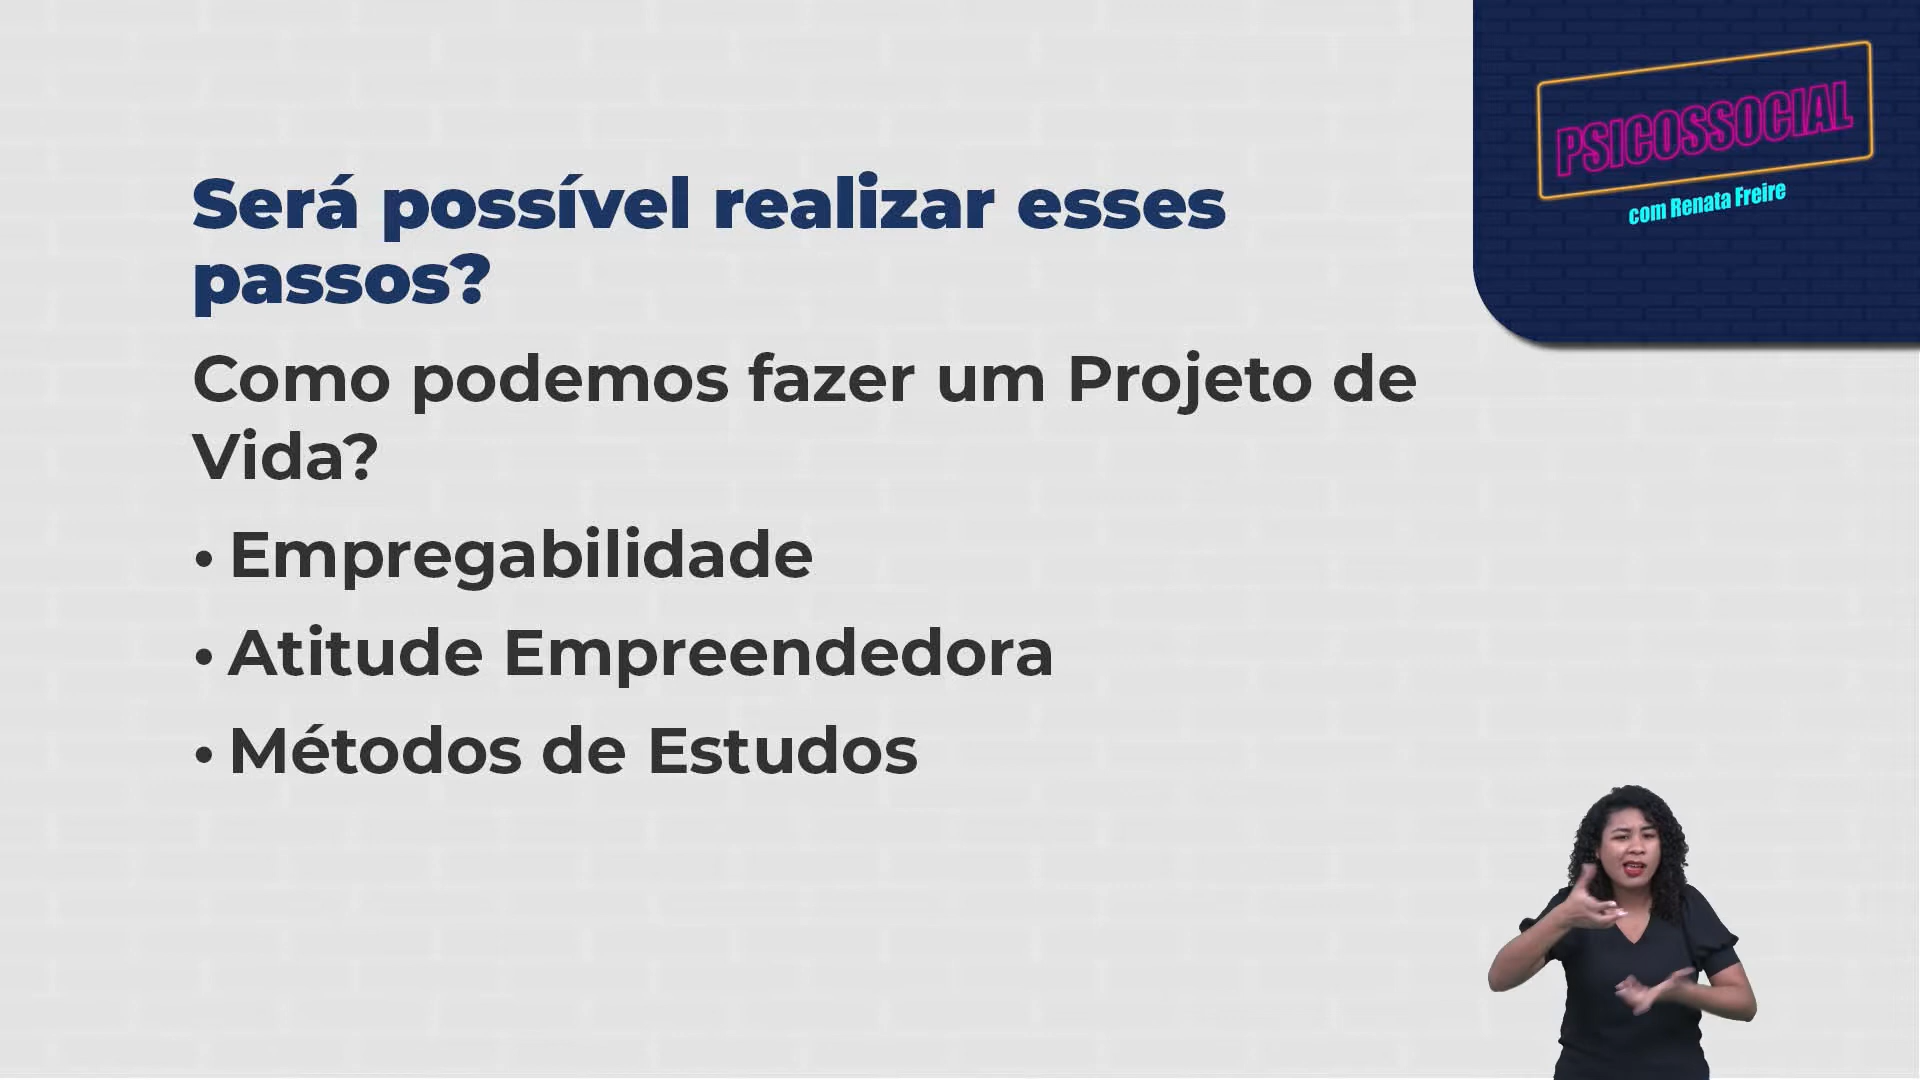 PSICOSSOCIAL
com Renata Freire
Será possível realizar esses
passos?
Como podemos fazer um Projeto de
Vida?
• Empregabilidade
• Atitude Empreendedora
• Métodos de Estudos